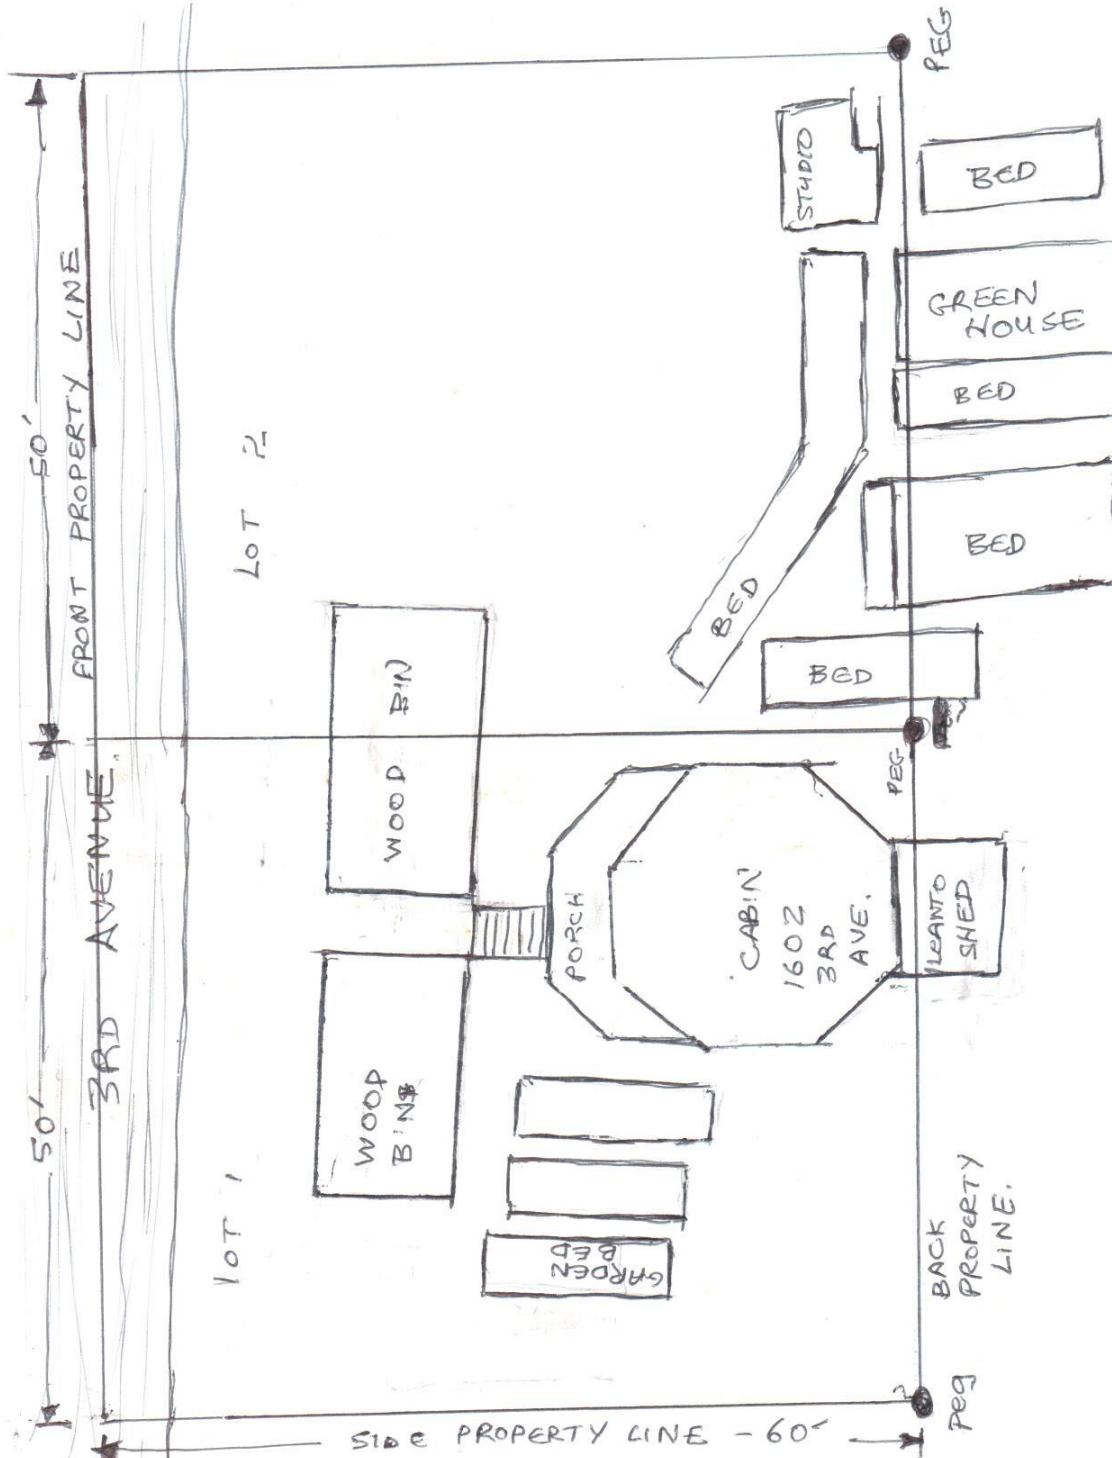 50'
50'
FRONT PROPERTY LINE
3RD AVENUE.
LOT 1
LOT 2
WOOD
BINS
WOOD BIN
GARDEN
BED
PORCH
CABIN
1602
3RD
AVE.
LEANTO
SHED
BED
BED
BED
BED
GREEN
HOUSE
BED
STUDIO
PEG
PEG
Peg
BACK
PROPERTY
LINE.
SIDE PROPERTY LINE - 60'